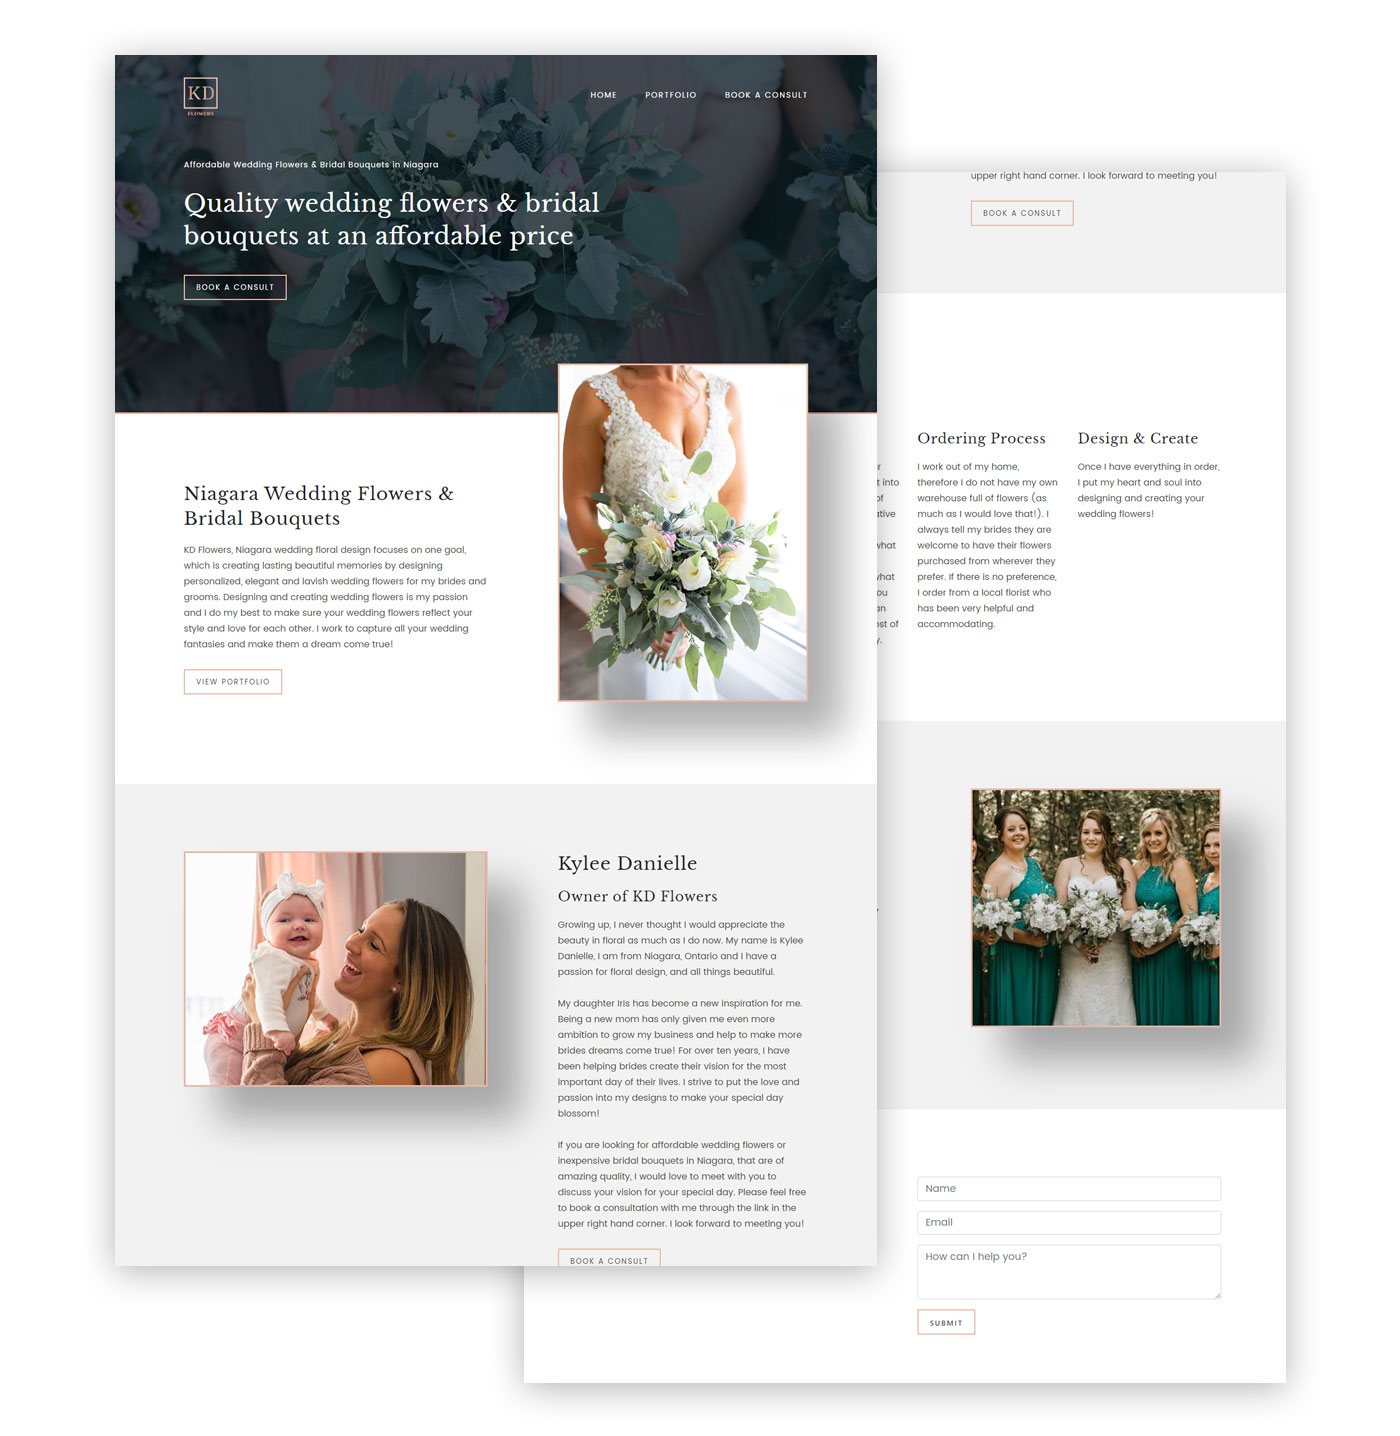 KD
FLOWERS
HOME PORTFOLIO BOOK A CONSULT
Affordable Wedding Flowers & Bridal Bouquets in Niagara
Quality wedding flowers & bridal
bouquets at an affordable price
BOOK A CONSULT
Niagara Wedding Flowers &
Bridal Bouquets
KD Flowers, Niagara wedding floral design focuses on one goal,
which is creating lasting beautiful memories by designing
personalized, elegant and lavish wedding flowers for my brides and
grooms. Designing and creating wedding flowers is my passion
and I do my best to make sure your wedding flowers reflect your
style and love for each other. I work to capture all your wedding
fantasies and make them a dream come true!
VIEW PORTFOLIO
Kylee Danielle
Owner of KD Flowers
Growing up, I never thought I would appreciate the
beauty in floral as much as I do now. My name is Kylee
Danielle, I am from Niagara, Ontario and I have a
passion for floral design, and all things beautiful.
My daughter Iris has become a new inspiration for me.
Being a new mom has only given me even more
ambition to grow my business and help to make more
brides dreams come true! For over ten years, I have
been helping brides create their vision for the most
important day of their lives. I strive to put the love and
passion into my designs to make your special day
blossom!
If you are looking for affordable wedding flowers or
inexpensive bridal bouquets in Niagara, that are of
amazing quality, I would love to meet with you to
discuss your vision for your special day. Please feel free
to book a consultation with me through the link in the
upper right hand corner. I look forward to meeting you!
BOOK A CONSULT
upper right hand corner. I look forward to meeting you!
BOOK A CONSULT
t into
of
ative
what
what
ou
an
ost of
y.
Ordering Process
I work out of my home,
therefore I do not have my own
warehouse full of flowers (as
much as I would love that!). I
always tell my brides they are
welcome to have their flowers
purchased from wherever they
prefer. If there is no preference,
I order from a local florist who
has been very helpful and
accommodating.
Design & Create
Once I have everything in order,
I put my heart and soul into
designing and creating your
wedding flowers!
Name
Email
How can I help you?
SUBMIT